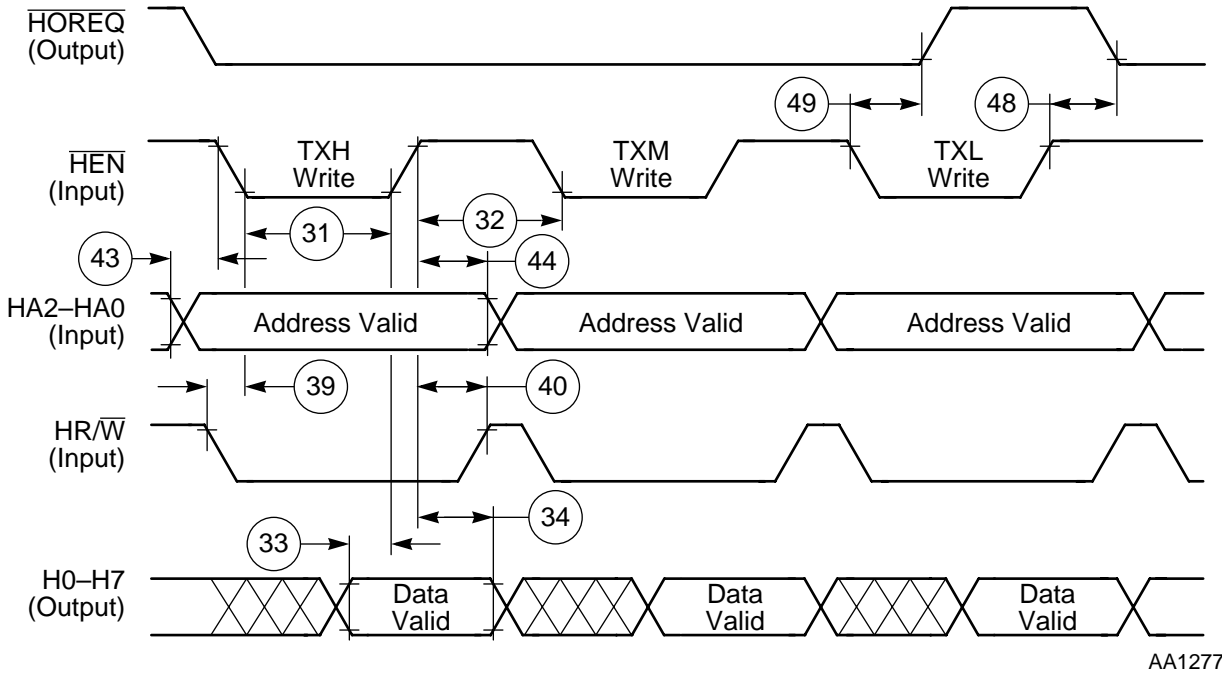 HOREQ
(Output)
49
48
HEN
(Input)
TXH
Write
TXM
Write
TXL
Write
31
32
43
44
HA2–HA0
(Input)
Address Valid
Address Valid
Address Valid
39
40
HR/W
(Input)
33
34
H0–H7
(Output)
Data
Valid
Data
Valid
Data
Valid
AA1277